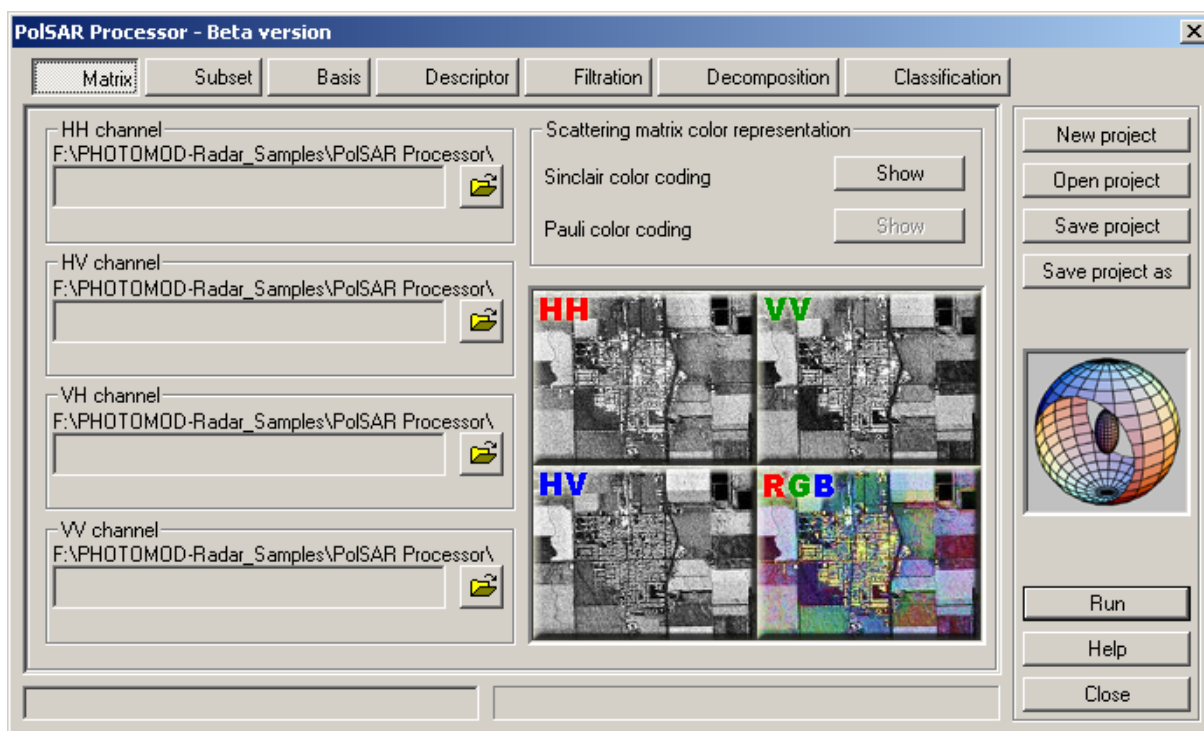 PolSAR Processor - Beta version
Matrix
Subset
Basis
Descriptor
Filtration
Decomposition
Classification
HH channel
F:\PHOTOMOD-Radar_Samples\PolSAR Processor\
HV channel
F:\PHOTOMOD-Radar_Samples\PolSAR Processor\
VH channel
F:\PHOTOMOD-Radar_Samples\PolSAR Processor\
VV channel
F:\PHOTOMOD-Radar_Samples\PolSAR Processor\
Scattering matrix color representation
Sinclair color coding
Show
Pauli color coding
Show
HH
VV
HV
RGB
New project
Open project
Save project
Save project as
Run
Help
Close